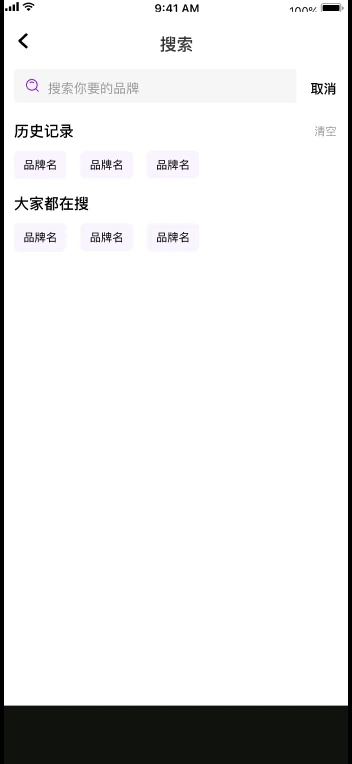 9:41 AM 100%
搜索
搜索你要的品牌 取消
历史记录 清空
品牌名 品牌名 品牌名
大家都在搜
品牌名 品牌名 品牌名